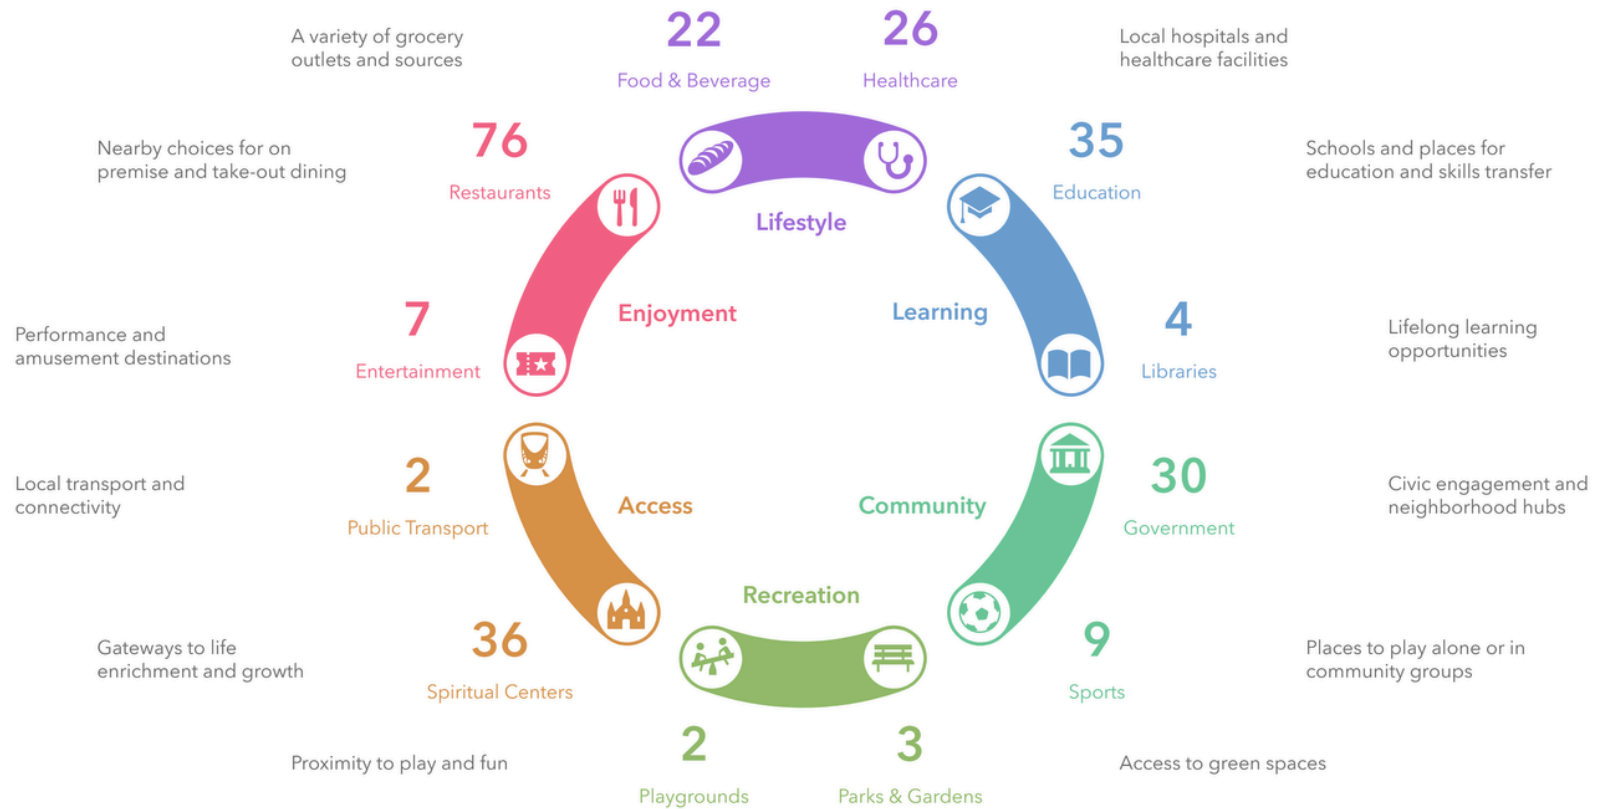 A variety of grocery
outlets and sources
22
Food & Beverage
26
Healthcare
Local hospitals and
healthcare facilities
Nearby choices for on
premise and take-out dining
76
Restaurants
Lifestyle
35
Education
Schools and places for
education and skills transfer
Performance and
amusement destinations
7
Entertainment
Enjoyment
Learning
4
Libraries
Lifelong learning
opportunities
Local transport and
connectivity
2
Public Transport
Access
Community
30
Government
Civic engagement and
neighborhood hubs
Gateways to life
enrichment and growth
36
Spiritual Centers
Recreation
9
Sports
Places to play alone or in
community groups
Proximity to play and fun
2
Playgrounds
3
Parks & Gardens
Access to green spaces